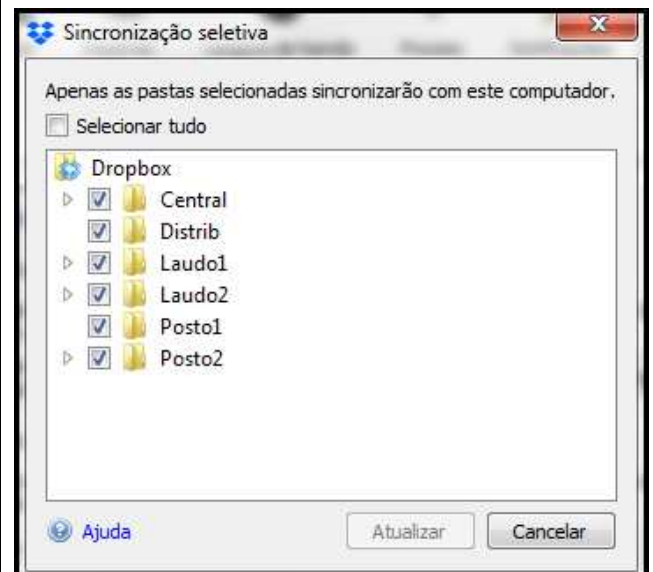 Sincronização seletiva
Apenas as pastas selecionadas sincronizarão com este computador.
Selecionar tudo
Dropbox
Central
Distrib
Laudo1
Laudo2
Posto1
Posto2
Ajuda
Atualizar
Cancelar